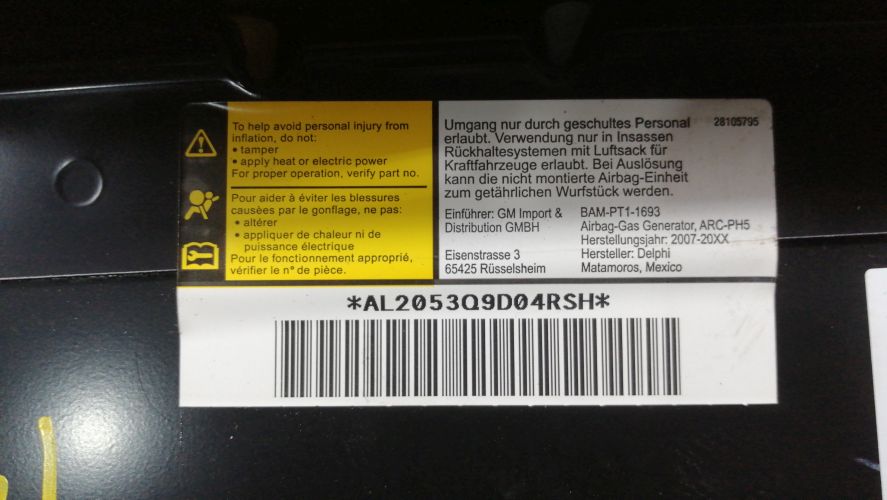 To help avoid personal injury from
inflation, do not:
• tamper
• apply heat or electric power
For proper operation, verify part no.
Pour aider à éviter les blessures
causées par le gonflage, ne pas:
• altérer
• appliquer de chaleur ni de
puissance électrique
Pour le fonctionnement approprié,
vérifier le nº de pièce.
28105795
Umgang nur durch geschultes Personal
erlaubt. Verwendung nur in Insassen
Rückhaltesystemen mit Luftsack für
Kraftfahrzeuge erlaubt. Bei Auslösung
kann die nicht montierte Airbag-Einheit
zum getährlichen Wurfstück werden.
Einführer: GM Import &
Distribution GMBH
Eisenstrasse 3
65425 Rüsselsheim
BAM-PT1-1693
Airbag-Gas Generator, ARC-PH5
Herstellungsjahr: 2007-20XX
Hersteller: Delphi
Matamoros, Mexico
*AL2053Q9D04RSH*